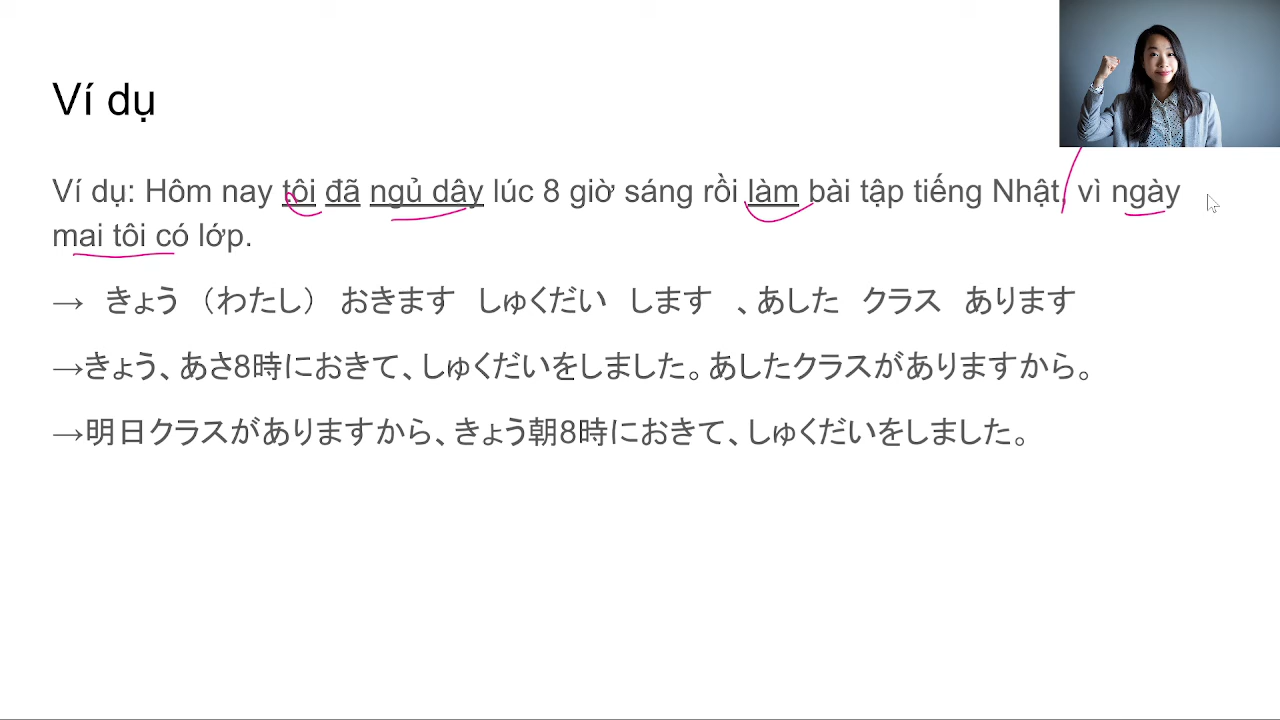 Ví dụ
Ví dụ: Hôm nay tôi đã ngủ dây lúc 8 giờ sáng rồi làm bài tập tiếng Nhật, vì ngày
mai tôi có lớp.
→ きょう （わたし） おきます しゅくだい します 、あした クラス あります
→きょう、あさ8時におきて、しゅくだいをしました。あしたクラスがありますから。
→明日クラスがありますから、きょう朝8時におきて、しゅくだいをしました。